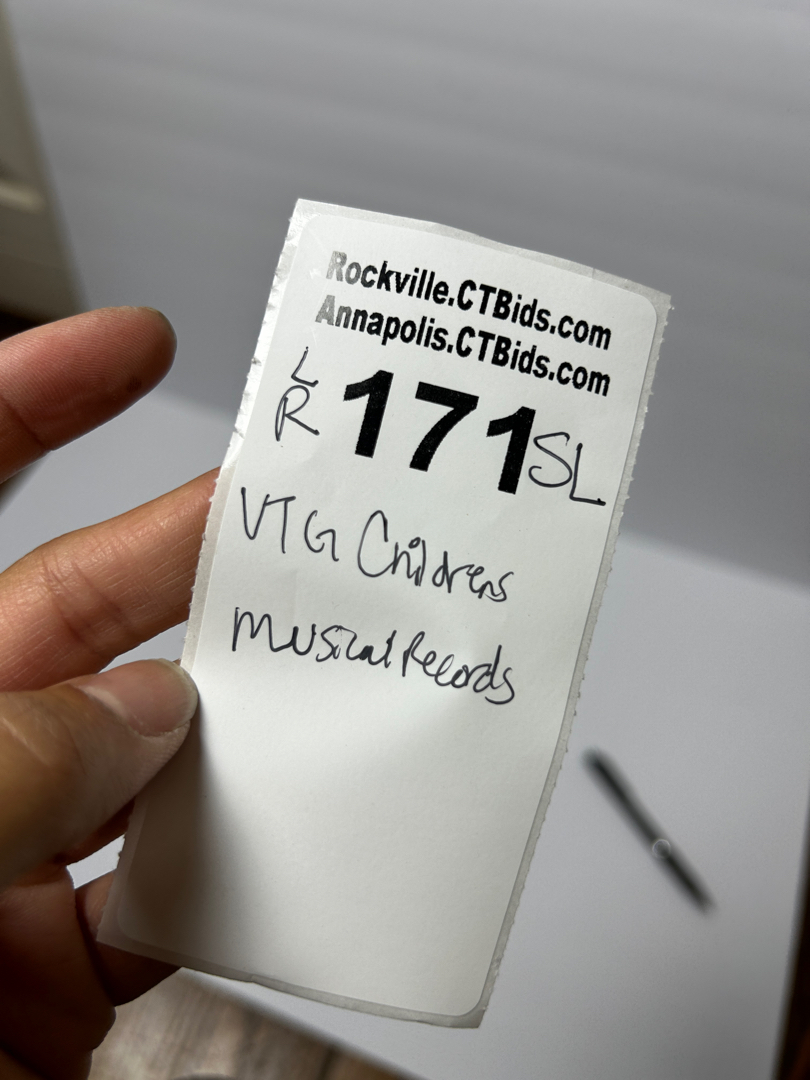 Rockville.CTBids.com
Annapolis.CTBids.com
L
R 171 SL
VTG Childrens
Musical Records